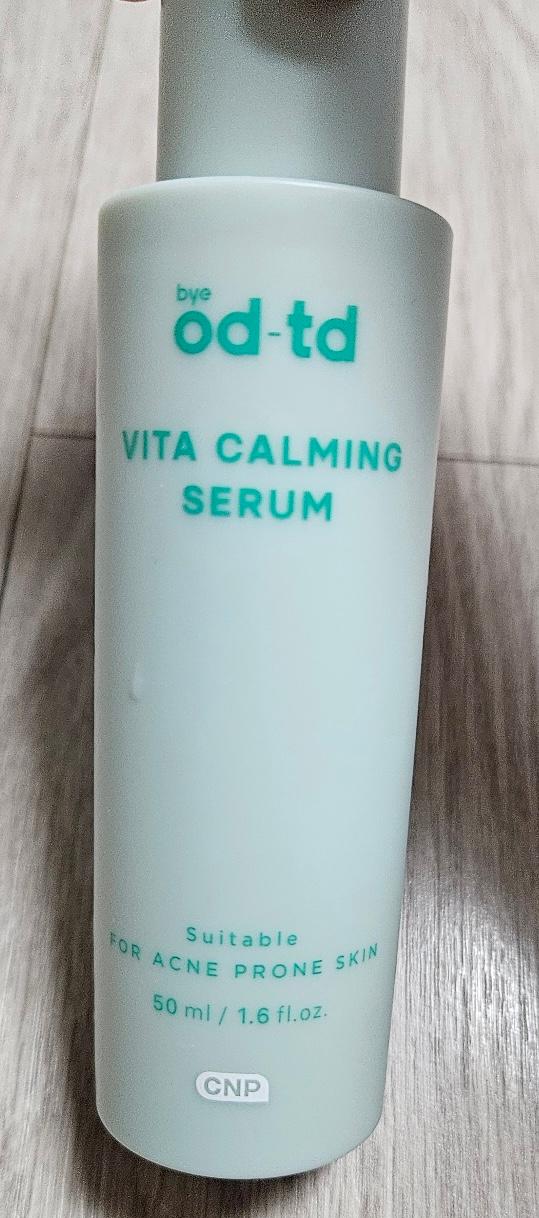 bye
od-td
VITA CALMING
SERUM
Suitable
FOR ACNE PRONE SKIN
50 ml / 1.6 fl.oz.
CNP